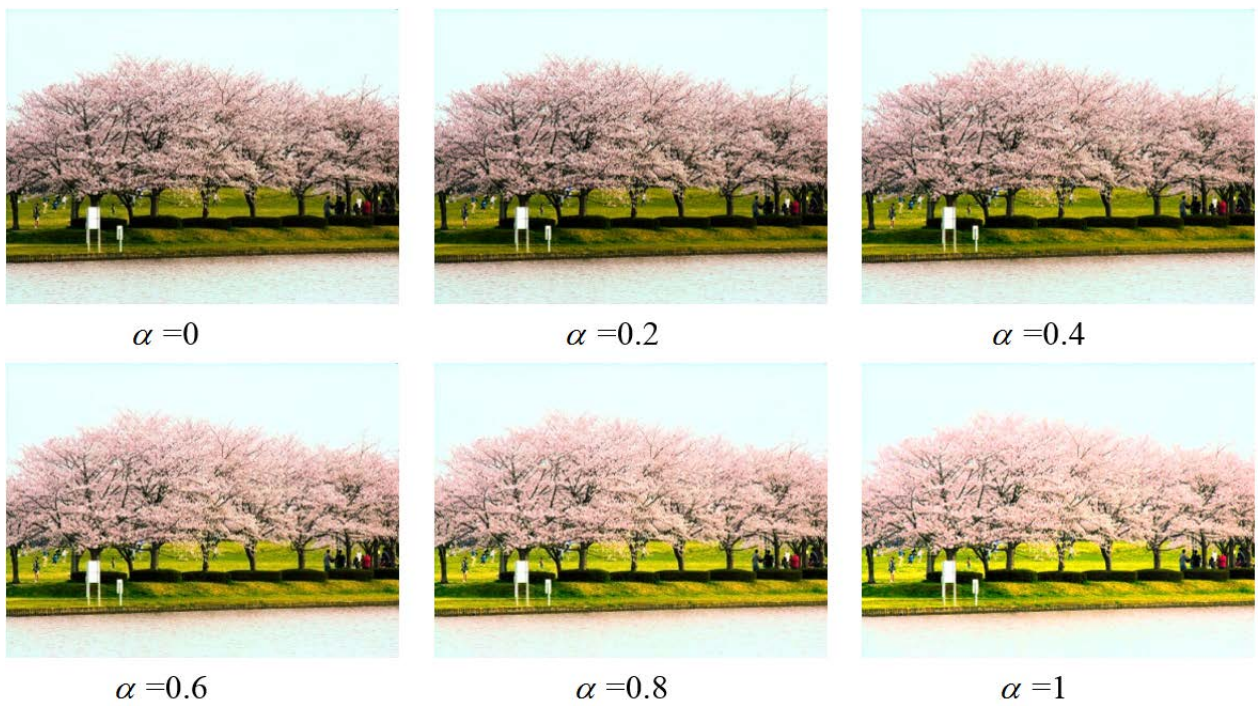 α =0
α =0.2
α =0.4
α =0.6
α =0.8
α =1